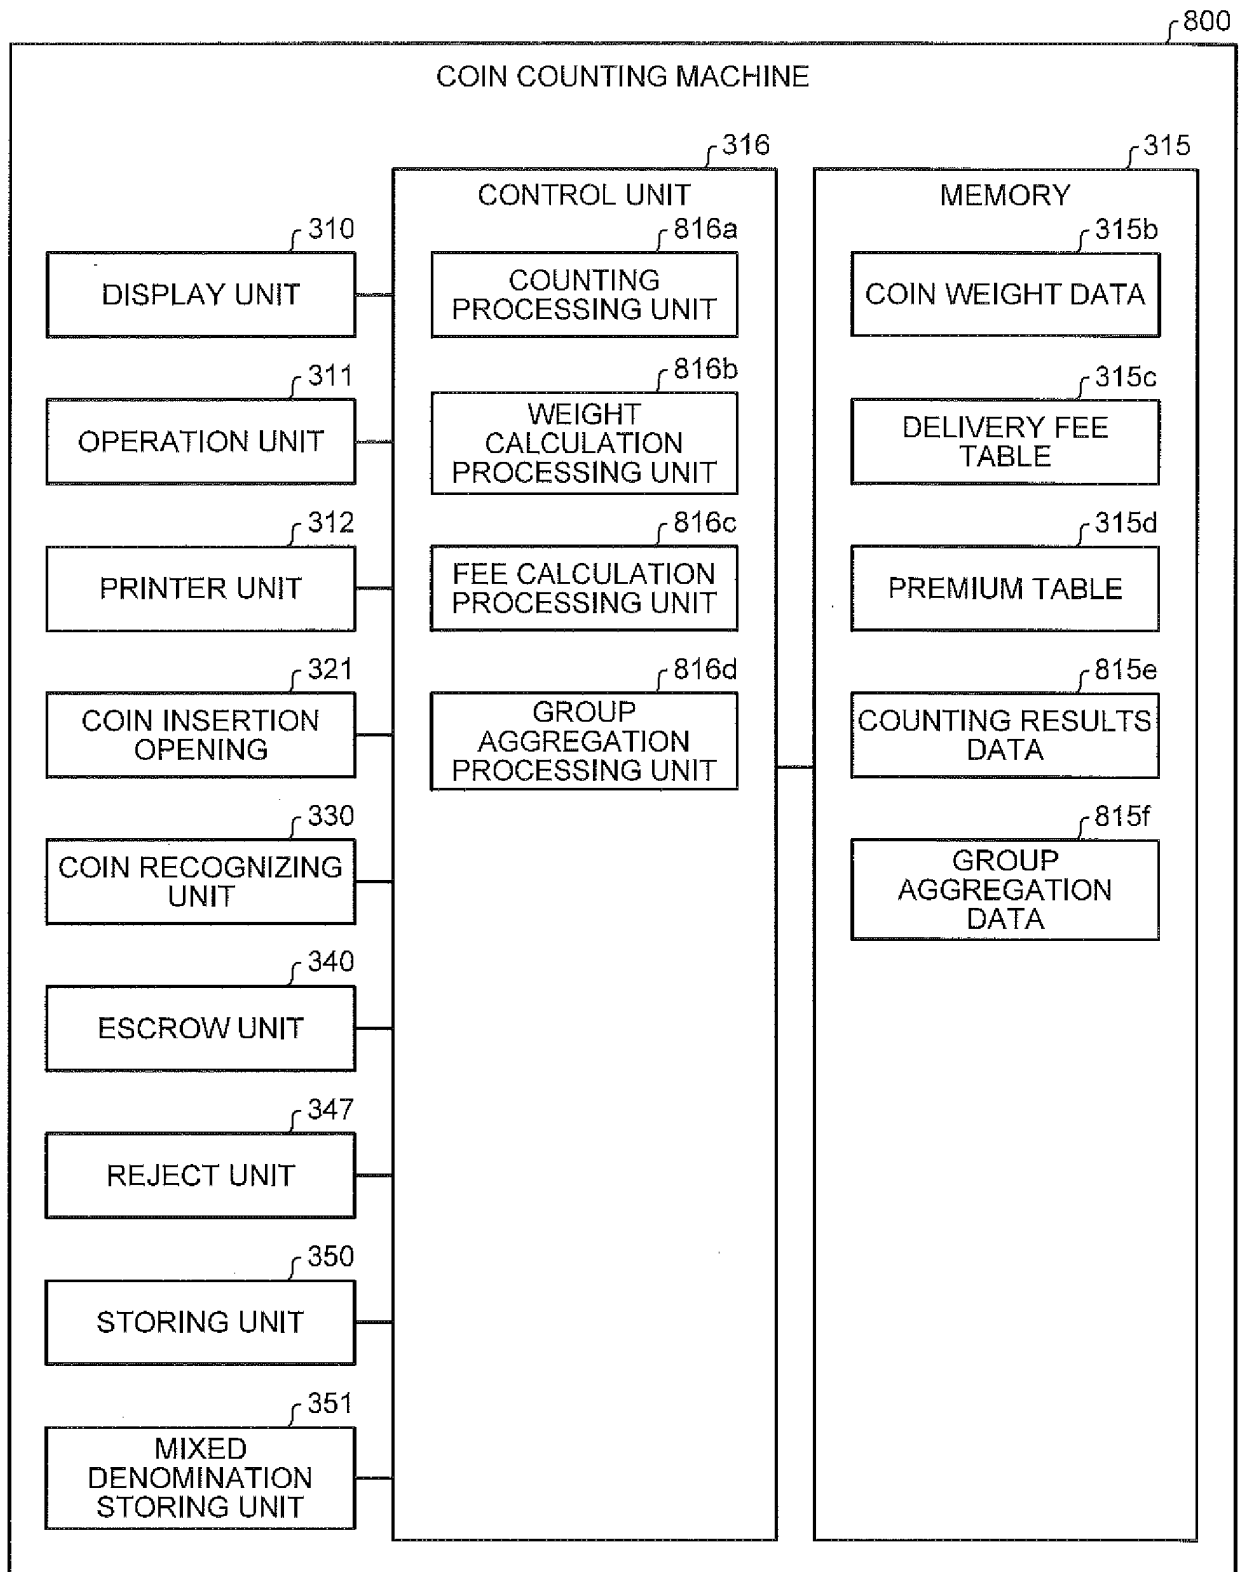 800
COIN COUNTING MACHINE
316
CONTROL UNIT
315
MEMORY
310
DISPLAY UNIT
311
OPERATION UNIT
312
PRINTER UNIT
321
COIN INSERTION
OPENING
330
COIN RECOGNIZING
UNIT
340
ESCROW UNIT
347
REJECT UNIT
350
STORING UNIT
351
MIXED
DENOMINATION
STORING UNIT
816a
COUNTING
PROCESSING UNIT
816b
WEIGHT
CALCULATION
PROCESSING UNIT
816c
FEE CALCULATION
PROCESSING UNIT
816d
GROUP
AGGREGATION
PROCESSING UNIT
315b
COIN WEIGHT DATA
315c
DELIVERY FEE
TABLE
315d
PREMIUM TABLE
815e
COUNTING RESULTS
DATA
815f
GROUP
AGGREGATION
DATA